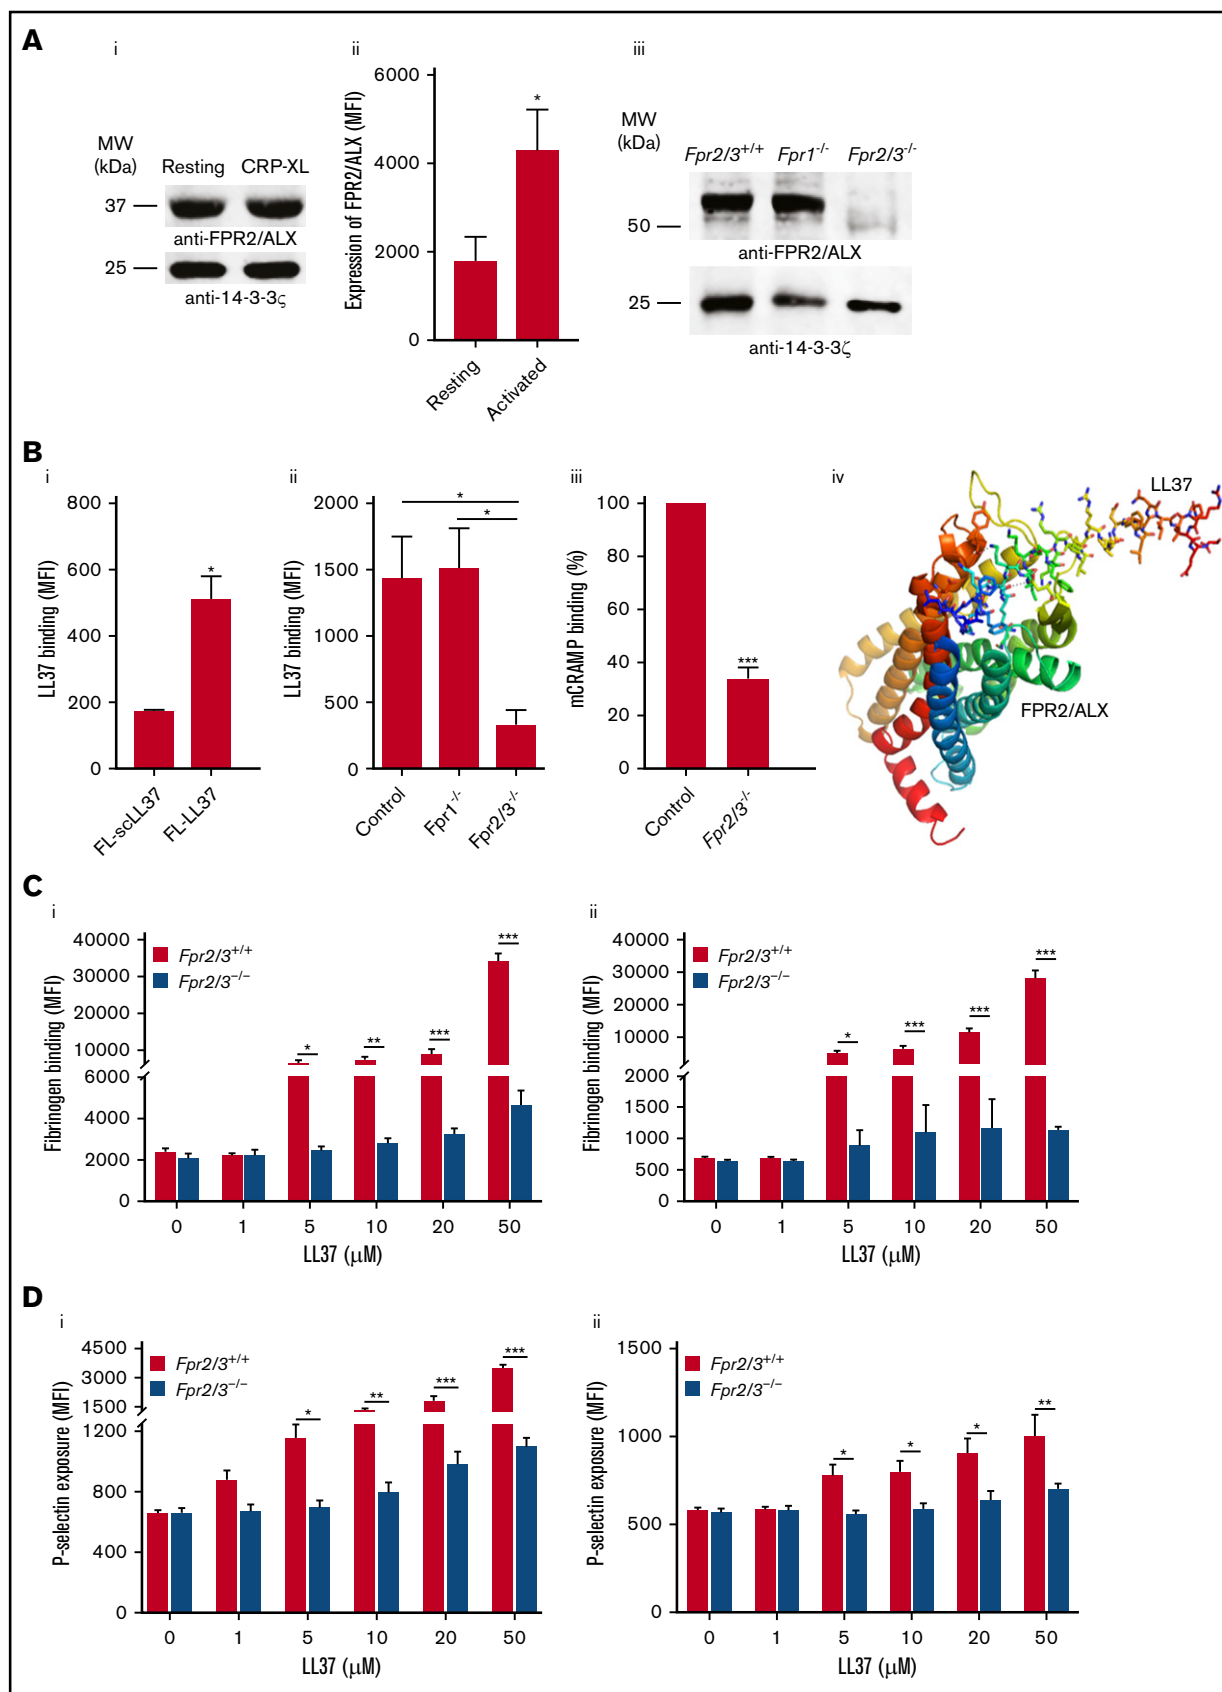 A
i
MW
(kDa)
Resting CRP-XL
37
anti-FPR2/ALX
25
anti-14-3-3ς
ii
Expression of FPR2/ALX (MFI)
6000
4000
2000
0
*
Resting
Activated
iii
MW
(kDa)
Fpr2/3+/+ Fpr1-/- Fpr2/3-/-
50
anti-FPR2/ALX
25
anti-14-3-3ζ
B
i
LL37 binding (MFI)
800
600
400
200
0
*
FL-scLL37
FL-LL37
ii
LL37 binding (MFI)
2000
1500
1000
500
0
*
*
Control
Fpr1-/-
Fpr2/3-/-
iii
mCRAMP binding (%)
100
80
60
40
20
0
***
Control
Fpr2/3-/-
iv
LL37
FPR2/ALX
C
i
Fibrinogen binding (MFI)
40000
30000
20000
10000
6000
4000
2000
0
Fpr2/3+/+
Fpr2/3−/−
* ** *** ***
0 1 5 10 20 50
LL37 (μM)
ii
Fibrinogen binding (MFI)
40000
30000
20000
10000
2000
1500
1000
500
0
Fpr2/3+/+
Fpr2/3−/−
* *** *** ***
0 1 5 10 20 50
LL37 (μM)
D
i
P-selectin exposure (MFI)
4500
3000
1500
1200
800
400
0
Fpr2/3+/+
Fpr2/3−/−
* ** *** ***
0 1 5 10 20 50
LL37 (μM)
ii
P-selectin exposure (MFI)
1500
1000
500
0
Fpr2/3+/+
Fpr2/3−/−
* * * **
0 1 5 10 20 50
LL37 (μM)